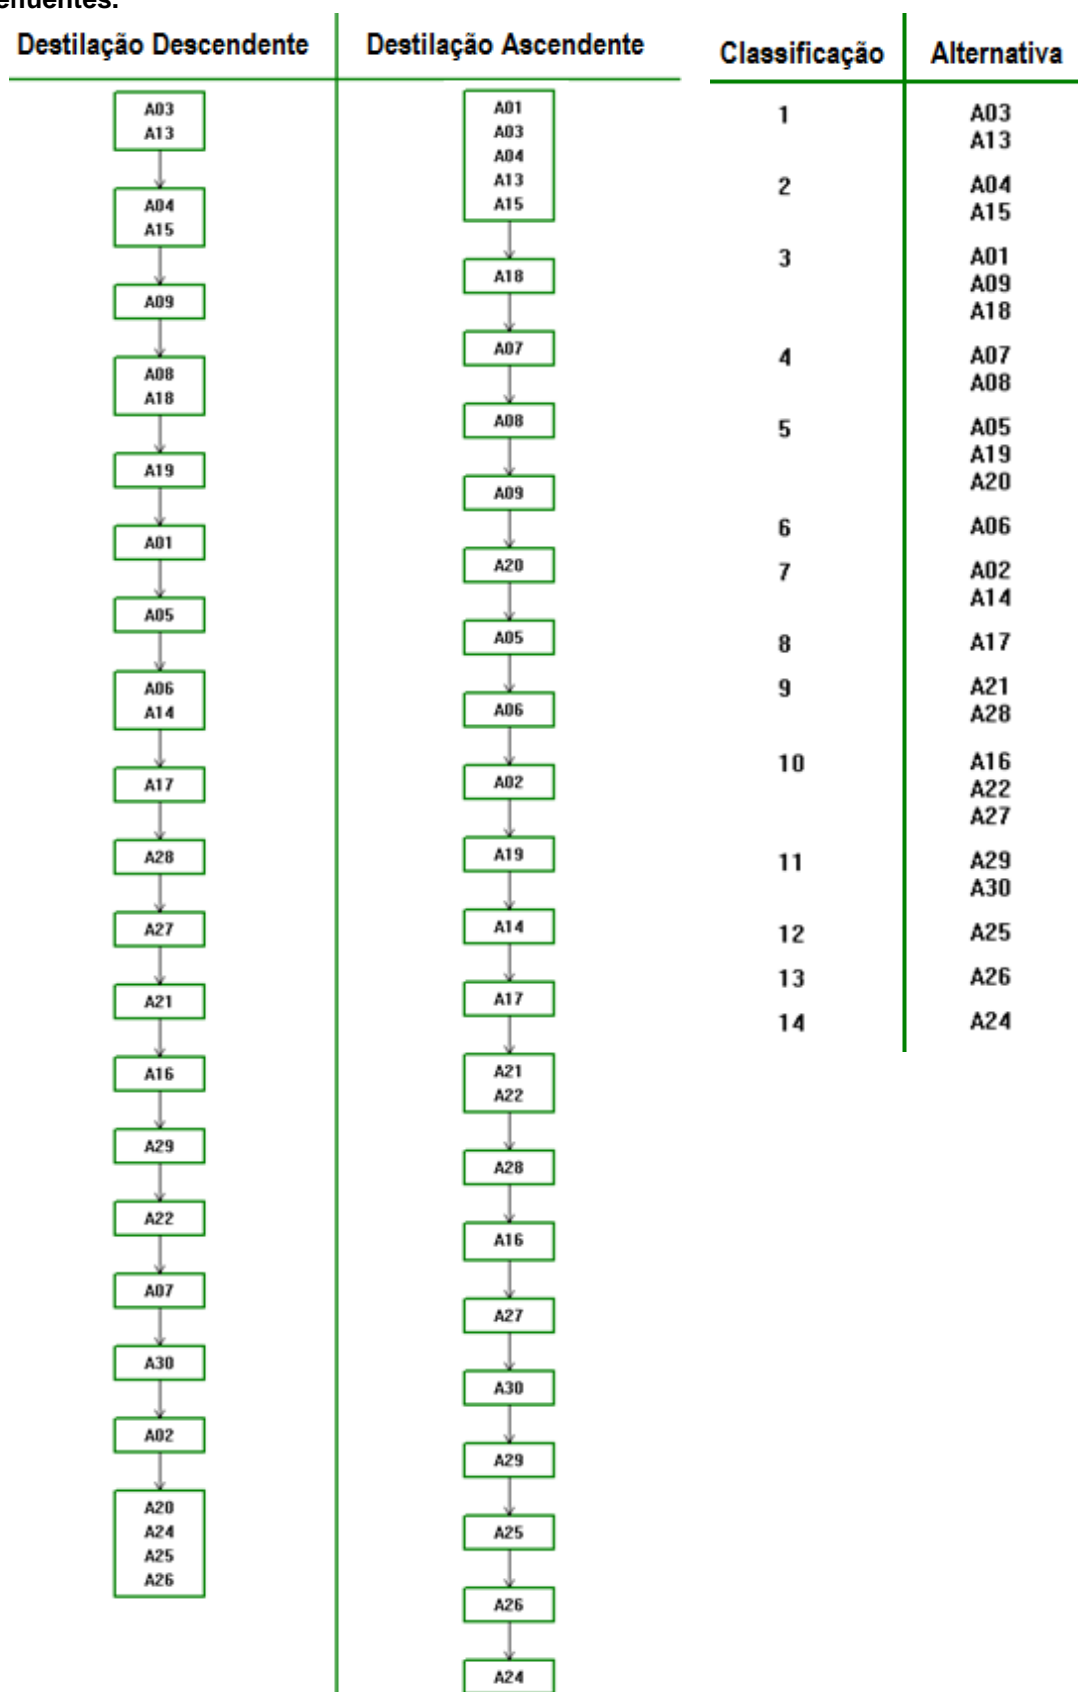 Destilação Descendente
A03
A13
A04
A15
A09
A08
A18
A19
A01
A05
A06
A14
A17
A28
A27
A21
A16
A29
A22
A07
A30
A02
A20
A24
A25
A26
Destilação Ascendente
A01
A03
A04
A13
A15
A18
A07
A08
A09
A20
A05
A06
A02
A19
A14
A17
A21
A22
A28
A16
A27
A30
A29
A25
A26
A24
Classificação Alternativa
1 A03
A13
2 A04
A15
3 A01
A09
A18
4 A07
A08
5 A05
A19
A20
6 A06
7 A02
A14
8 A17
9 A21
A28
10 A16
A22
A27
11 A29
A30
12 A25
13 A26
14 A24